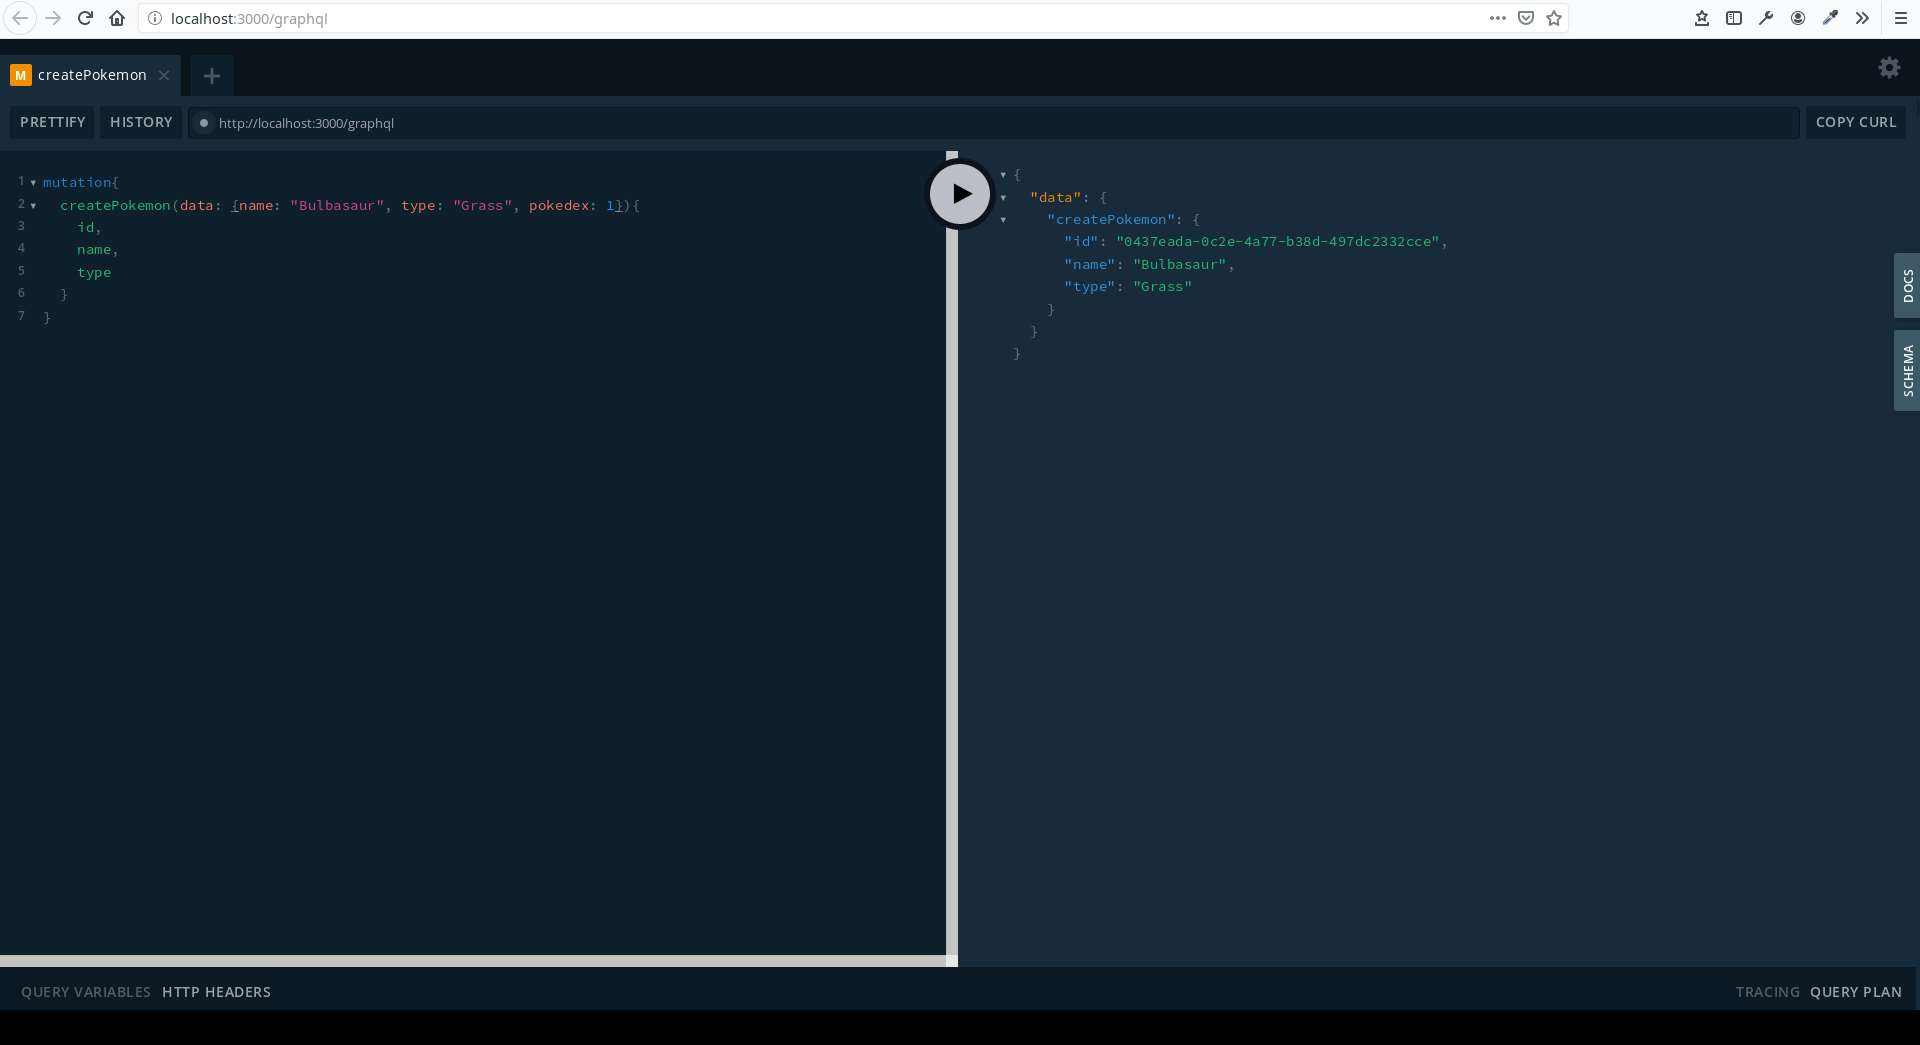 localhost:3000/graphql
M createPokemon
PRETTIFY HISTORY http://localhost:3000/graphql COPY CURL
1 mutation{
2 createPokemon(data: {name: "Bulbasaur", type: "Grass", pokedex: 1}){
3 id,
4 name,
5 type
6 }
7 }
{
"data": {
"createPokemon": {
"id": "0437eada-0c2e-4a77-b38d-497dc2332cce",
"name": "Bulbasaur",
"type": "Grass"
}
}
}
DOCS
SCHEMA
QUERY VARIABLES HTTP HEADERS
TRACING QUERY PLAN